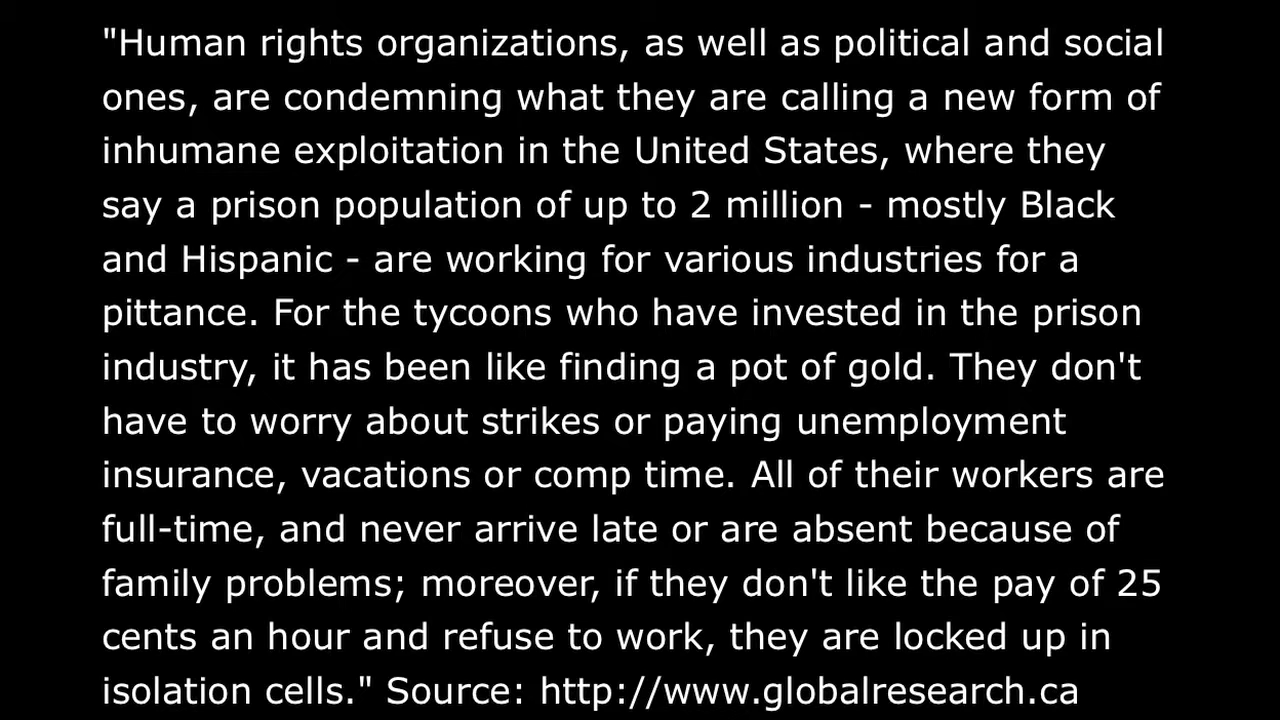 "Human rights organizations, as well as political and social
ones, are condemning what they are calling a new form of
inhumane exploitation in the United States, where they
say a prison population of up to 2 million - mostly Black
and Hispanic - are working for various industries for a
pittance. For the tycoons who have invested in the prison
industry, it has been like finding a pot of gold. They don't
have to worry about strikes or paying unemployment
insurance, vacations or comp time. All of their workers are
full-time, and never arrive late or are absent because of
family problems; moreover, if they don't like the pay of 25
cents an hour and refuse to work, they are locked up in
isolation cells." Source: http://www.globalresearch.ca